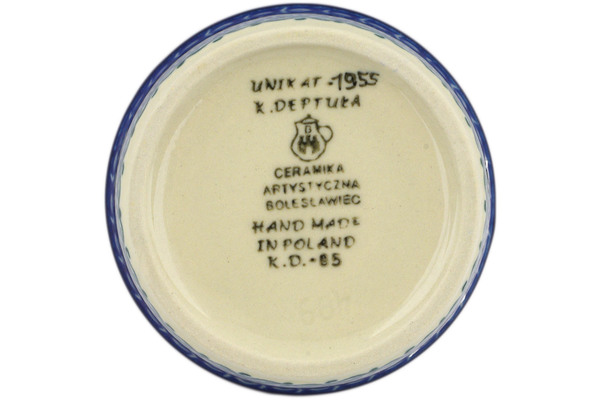 UNIKAT-1955
K.DEPTUŁA
CERAMIKA
ARTYSTYCZNA
BOLESŁAWIEC
HAND MADE
IN POLAND
K.D.-85